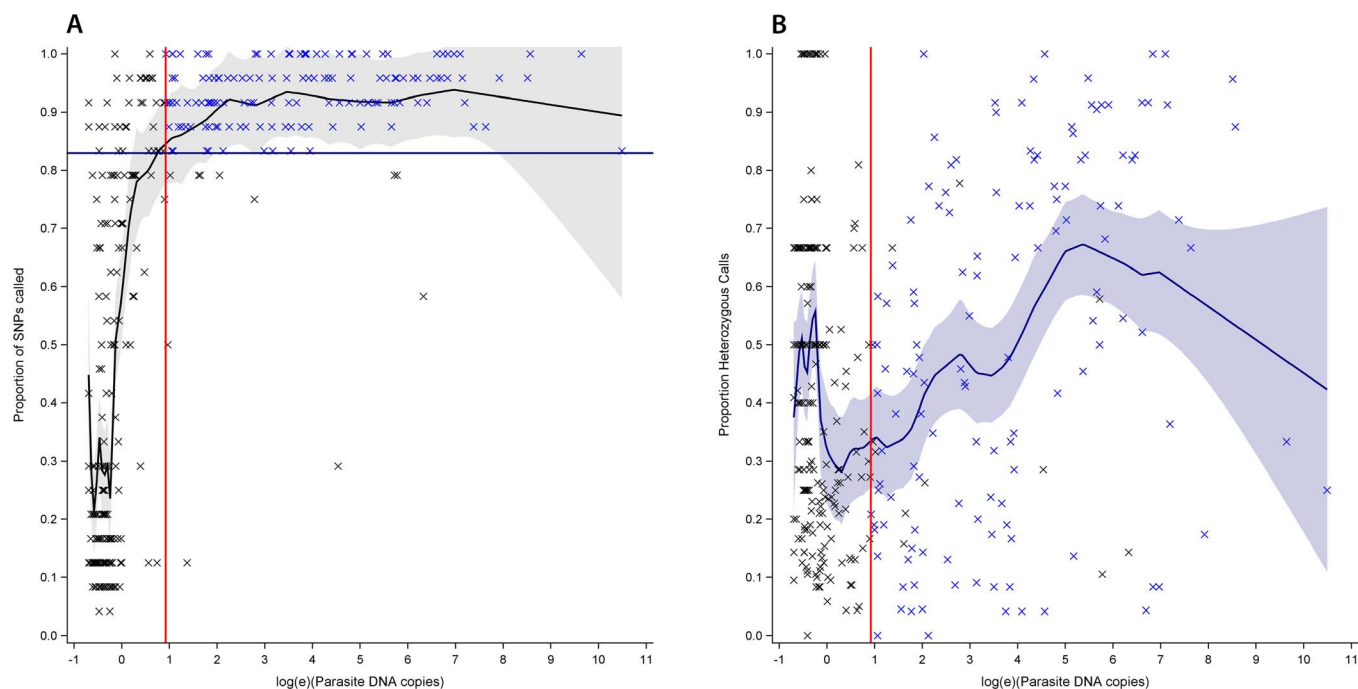 A
Proportion of SNPs called
1.0
0.9
0.8
0.7
0.6
0.5
0.4
0.3
0.2
0.1
0.0
-1 0 1 2 3 4 5 6 7 8 9 10 11
log(e)(Parasite DNA copies)
B
Proportion Heterozygous Calls
1.0
0.9
0.8
0.7
0.6
0.5
0.4
0.3
0.2
0.1
0.0
-1 0 1 2 3 4 5 6 7 8 9 10 11
log(e)(Parasite DNA copies)